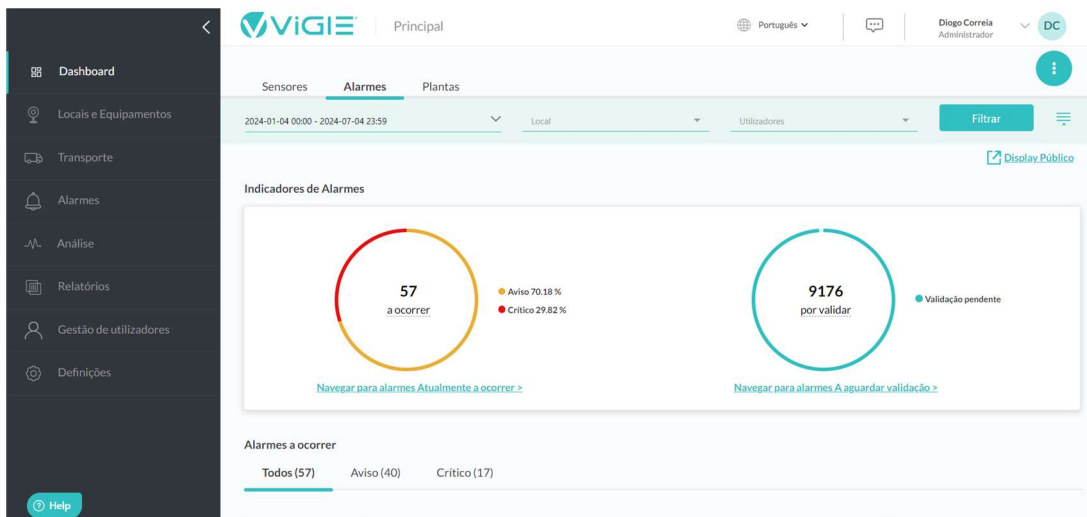 ViGIE
Principal
Português
Diogo Correia
Administrador
DC
Dashboard
Locais e Equipamentos
Transporte
Alarmes
Análise
Relatórios
Gestão de utilizadores
Definições
Help
Sensores
Alarmes
Plantas
2024-01-04 00:00 - 2024-07-04 23:59
Local
Utilizadores
Filtrar
Display Público
Indicadores de Alarmes
57
a ocorrer
Aviso 70.18 %
Crítico 29.82 %
Navegar para alarmes Atualmente a ocorrer >
9176
por validar
Validação pendente
Navegar para alarmes A aguardar validação >
Alarmes a ocorrer
Todos (57)
Aviso (40)
Crítico (17)